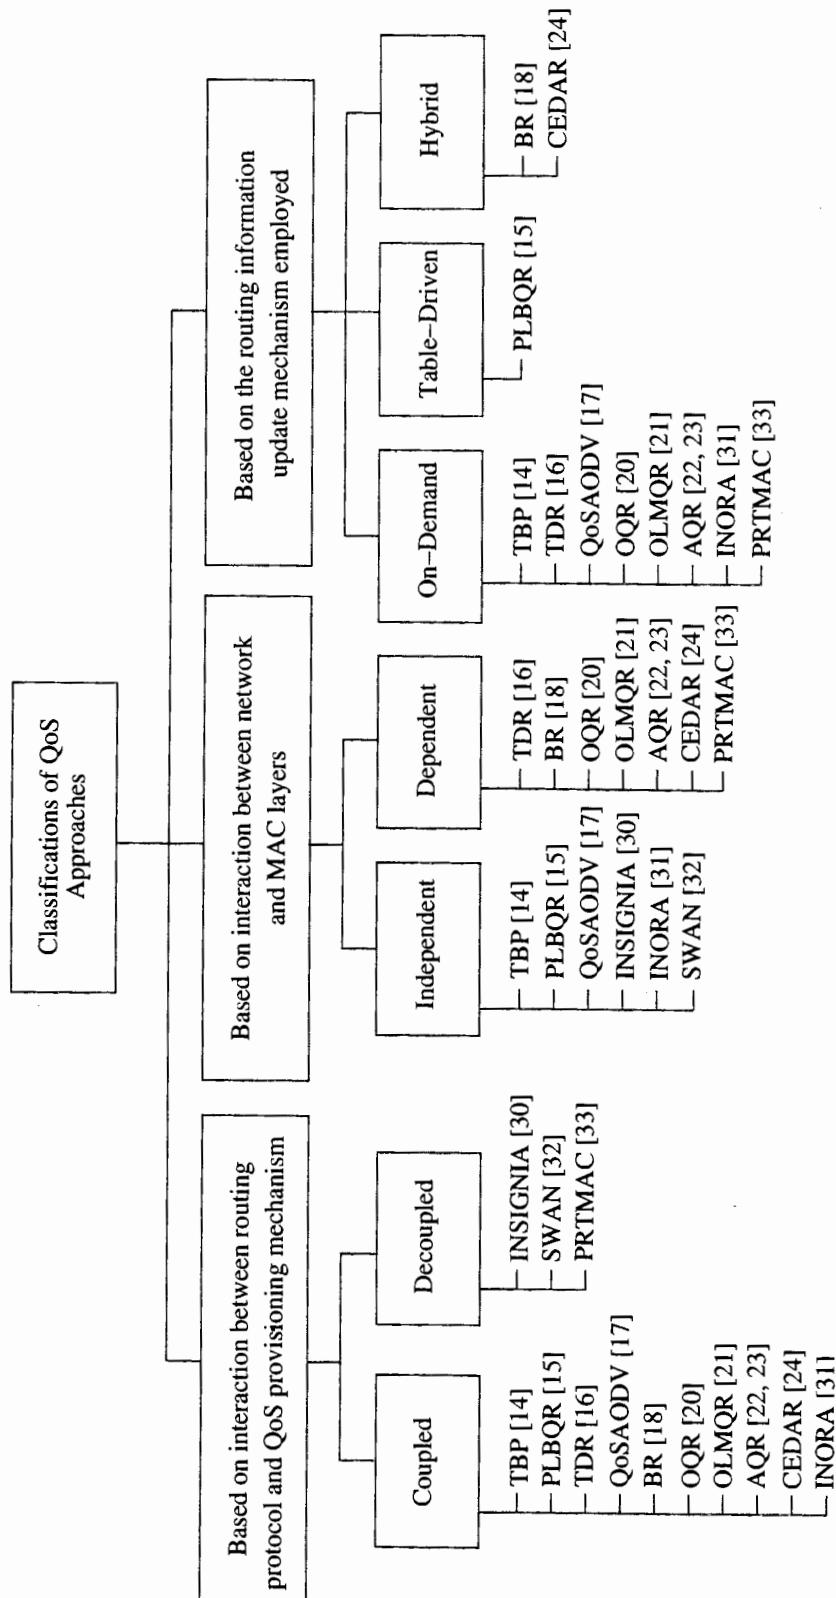 Classifications of QoS
Approaches
Based on interaction between routing
protocol and QoS provisioning mechanism
Coupled
TBP [14]
PLBQR [15]
TDR [16]
QoSAODV [17]
BR [18]
OQR [20]
OLMQR [21]
AQR [22, 23]
CEDAR [24]
INORA [31]
Decoupled
INSIGNIA [30]
SWAN [32]
PRTMAC [33]
Based on interaction between network
and MAC layers
Independent
TBP [14]
PLBQR [15]
QoSAODV [17]
INSIGNIA [30]
INORA [31]
SWAN [32]
Dependent
TDR [16]
BR [18]
OQR [20]
OLMQR [21]
AQR [22, 23]
CEDAR [24]
PRTMAC [33]
Based on the routing information
update mechanism employed
On−Demand
TBP [14]
TDR [16]
QoSAODV [17]
OQR [20]
OLMQR [21]
AQR [22, 23]
INORA [31]
PRTMAC [33]
Table−Driven
PLBQR [15]
Hybrid
BR [18]
CEDAR [24]